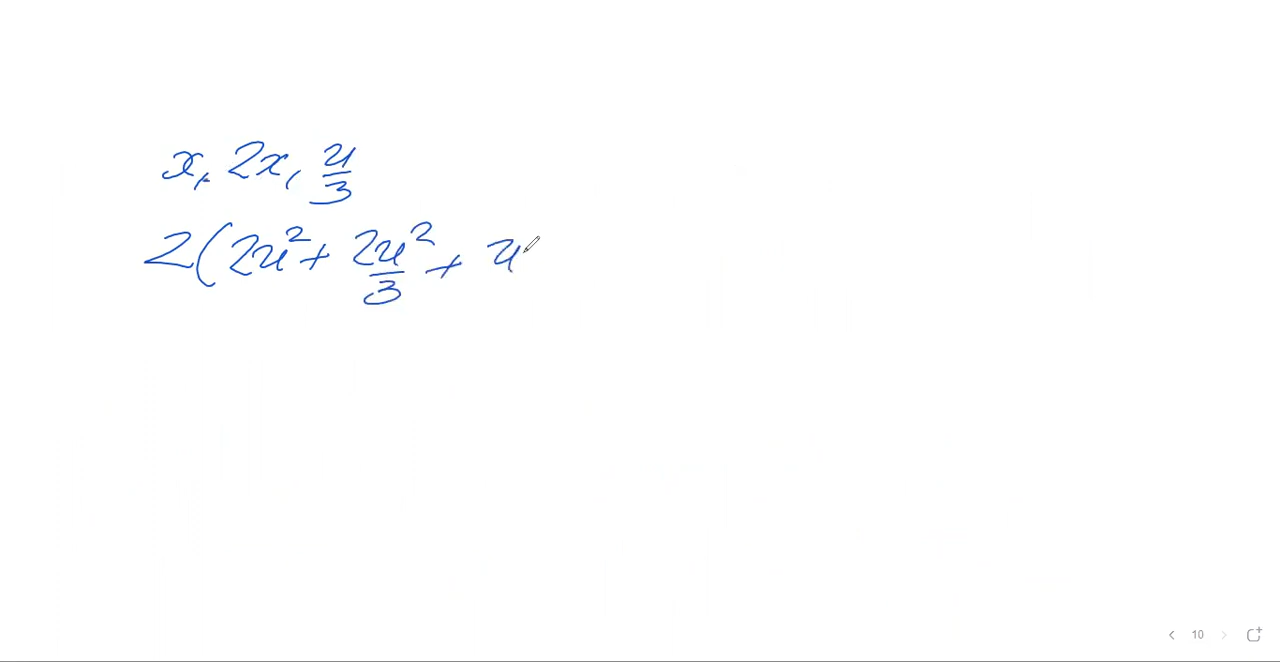 x, 2x, x/3
2(2x² + 2x²/3 + x
10